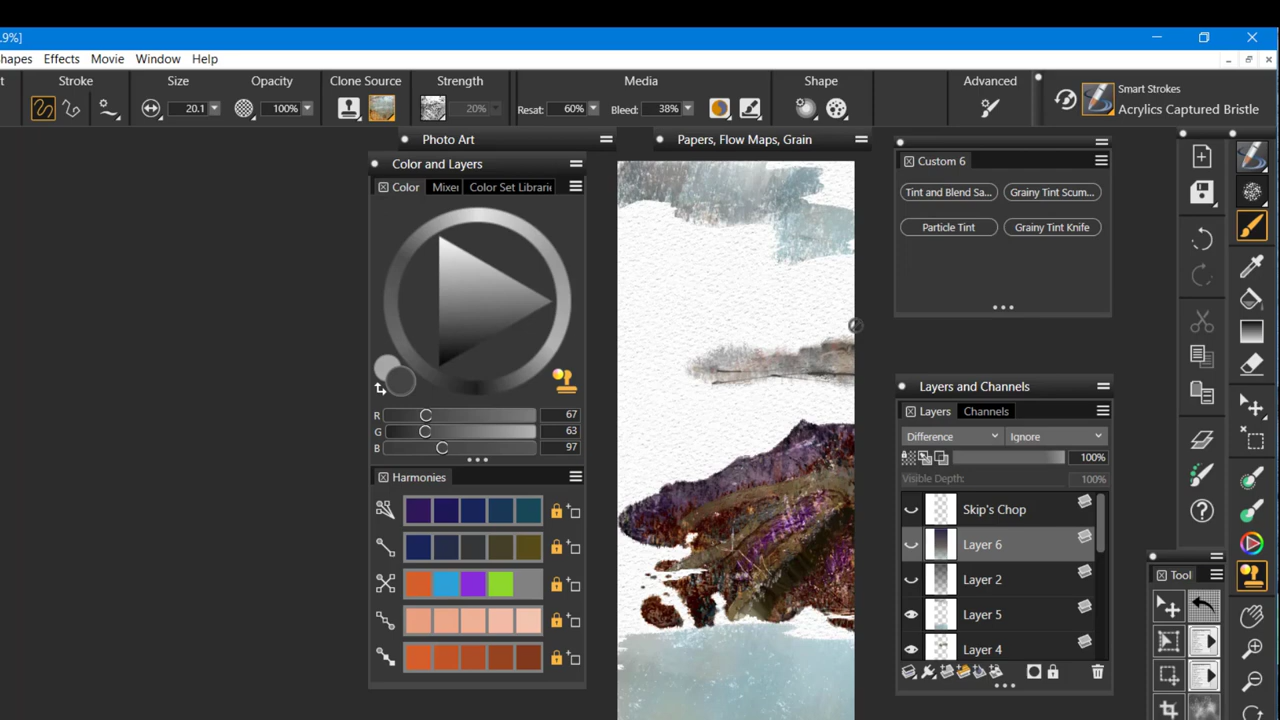 .9%]
hapes Effects Movie Window Help
t Stroke Size Opacity Clone Source Strength Media Shape Advanced
20.1 100% 20% Resat: 60% Bleed: 38%
Smart Strokes
Acrylics Captured Bristle
Photo Art
Papers, Flow Maps, Grain
Color and Layers
Color Mixe Color Set Librari
R 67
G 63
B 97
Harmonies
Custom 6
Tint and Blend Sa... Grainy Tint Scum...
Particle Tint Grainy Tint Knife
Layers and Channels
Layers Channels
Difference Ignore
100%
Visible Depth: 100%
Skip's Chop
Layer 6
Layer 2
Layer 5
Layer 4
Tool